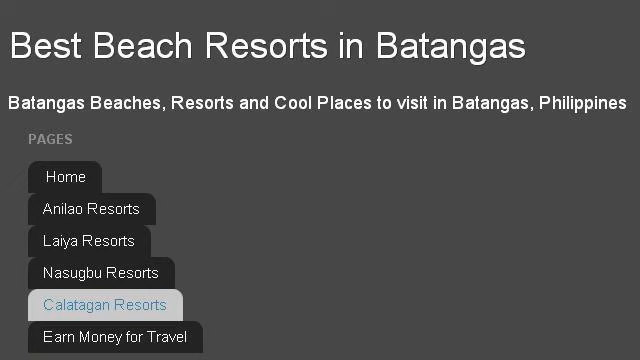 Best Beach Resorts in Batangas
Batangas Beaches, Resorts and Cool Places to visit in Batangas, Philippines
PAGES
Home
Anilao Resorts
Laiya Resorts
Nasugbu Resorts
Calatagan Resorts
Earn Money for Travel